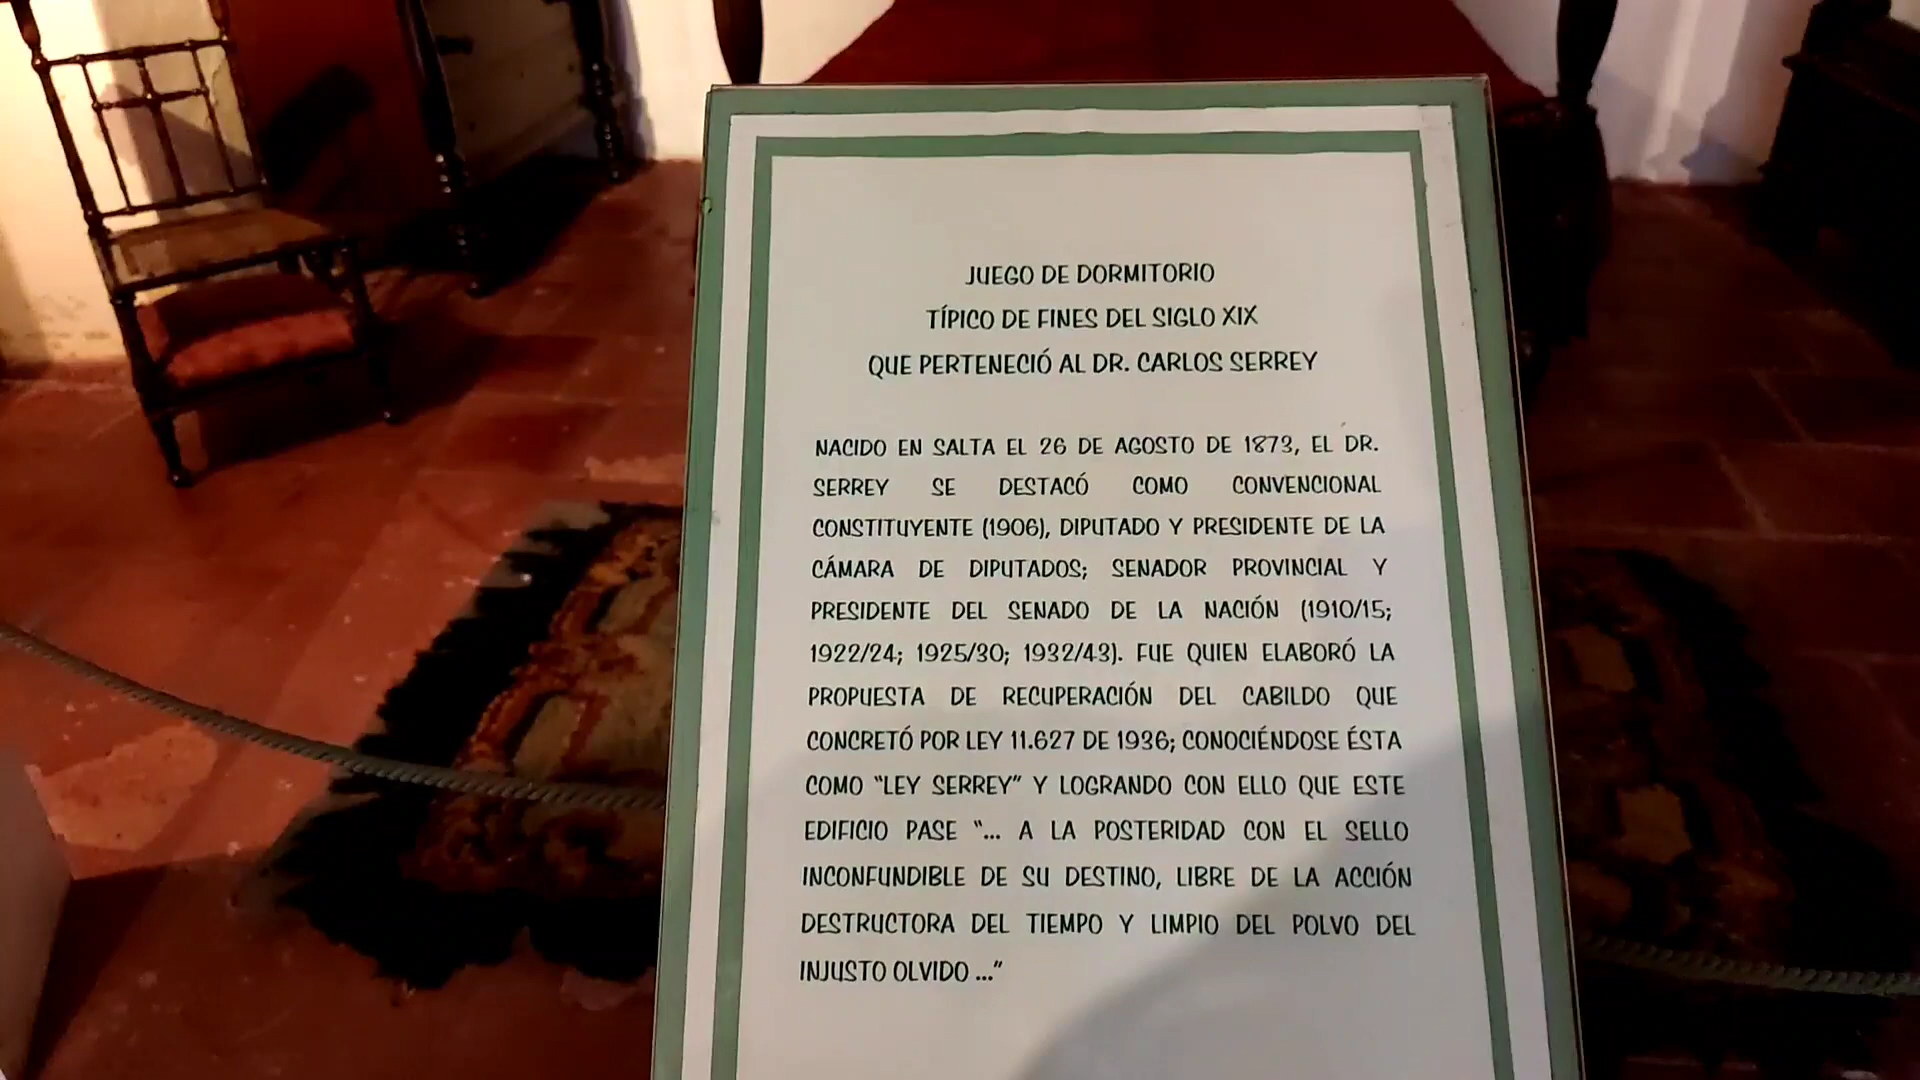 JUEGO DE DORMITORIO
TÍPICO DE FINES DEL SIGLO XIX
QUE PERTENECIÓ AL DR. CARLOS SERREY
NACIDO EN SALTA EL 26 DE AGOSTO DE 1873, EL DR.
SERREY SE DESTACÓ COMO CONVENCIONAL
CONSTITUYENTE (1906), DIPUTADO Y PRESIDENTE DE LA
CÁMARA DE DIPUTADOS; SENADOR PROVINCIAL Y
PRESIDENTE DEL SENADO DE LA NACIÓN (1910/15;
1922/24; 1925/30; 1932/43). FUE QUIEN ELABORÓ LA
PROPUESTA DE RECUPERACIÓN DEL CABILDO QUE
CONCRETÓ POR LEY 11.627 DE 1936; CONOCIÉNDOSE ÉSTA
COMO “LEY SERREY” Y LOGRANDO CON ELLO QUE ESTE
EDIFICIO PASE “... A LA POSTERIDAD CON EL SELLO
INCONFUNDIBLE DE SU DESTINO, LIBRE DE LA ACCIÓN
DESTRUCTORA DEL TIEMPO Y LIMPIO DEL POLVO DEL
INJUSTO OLVIDO ...”